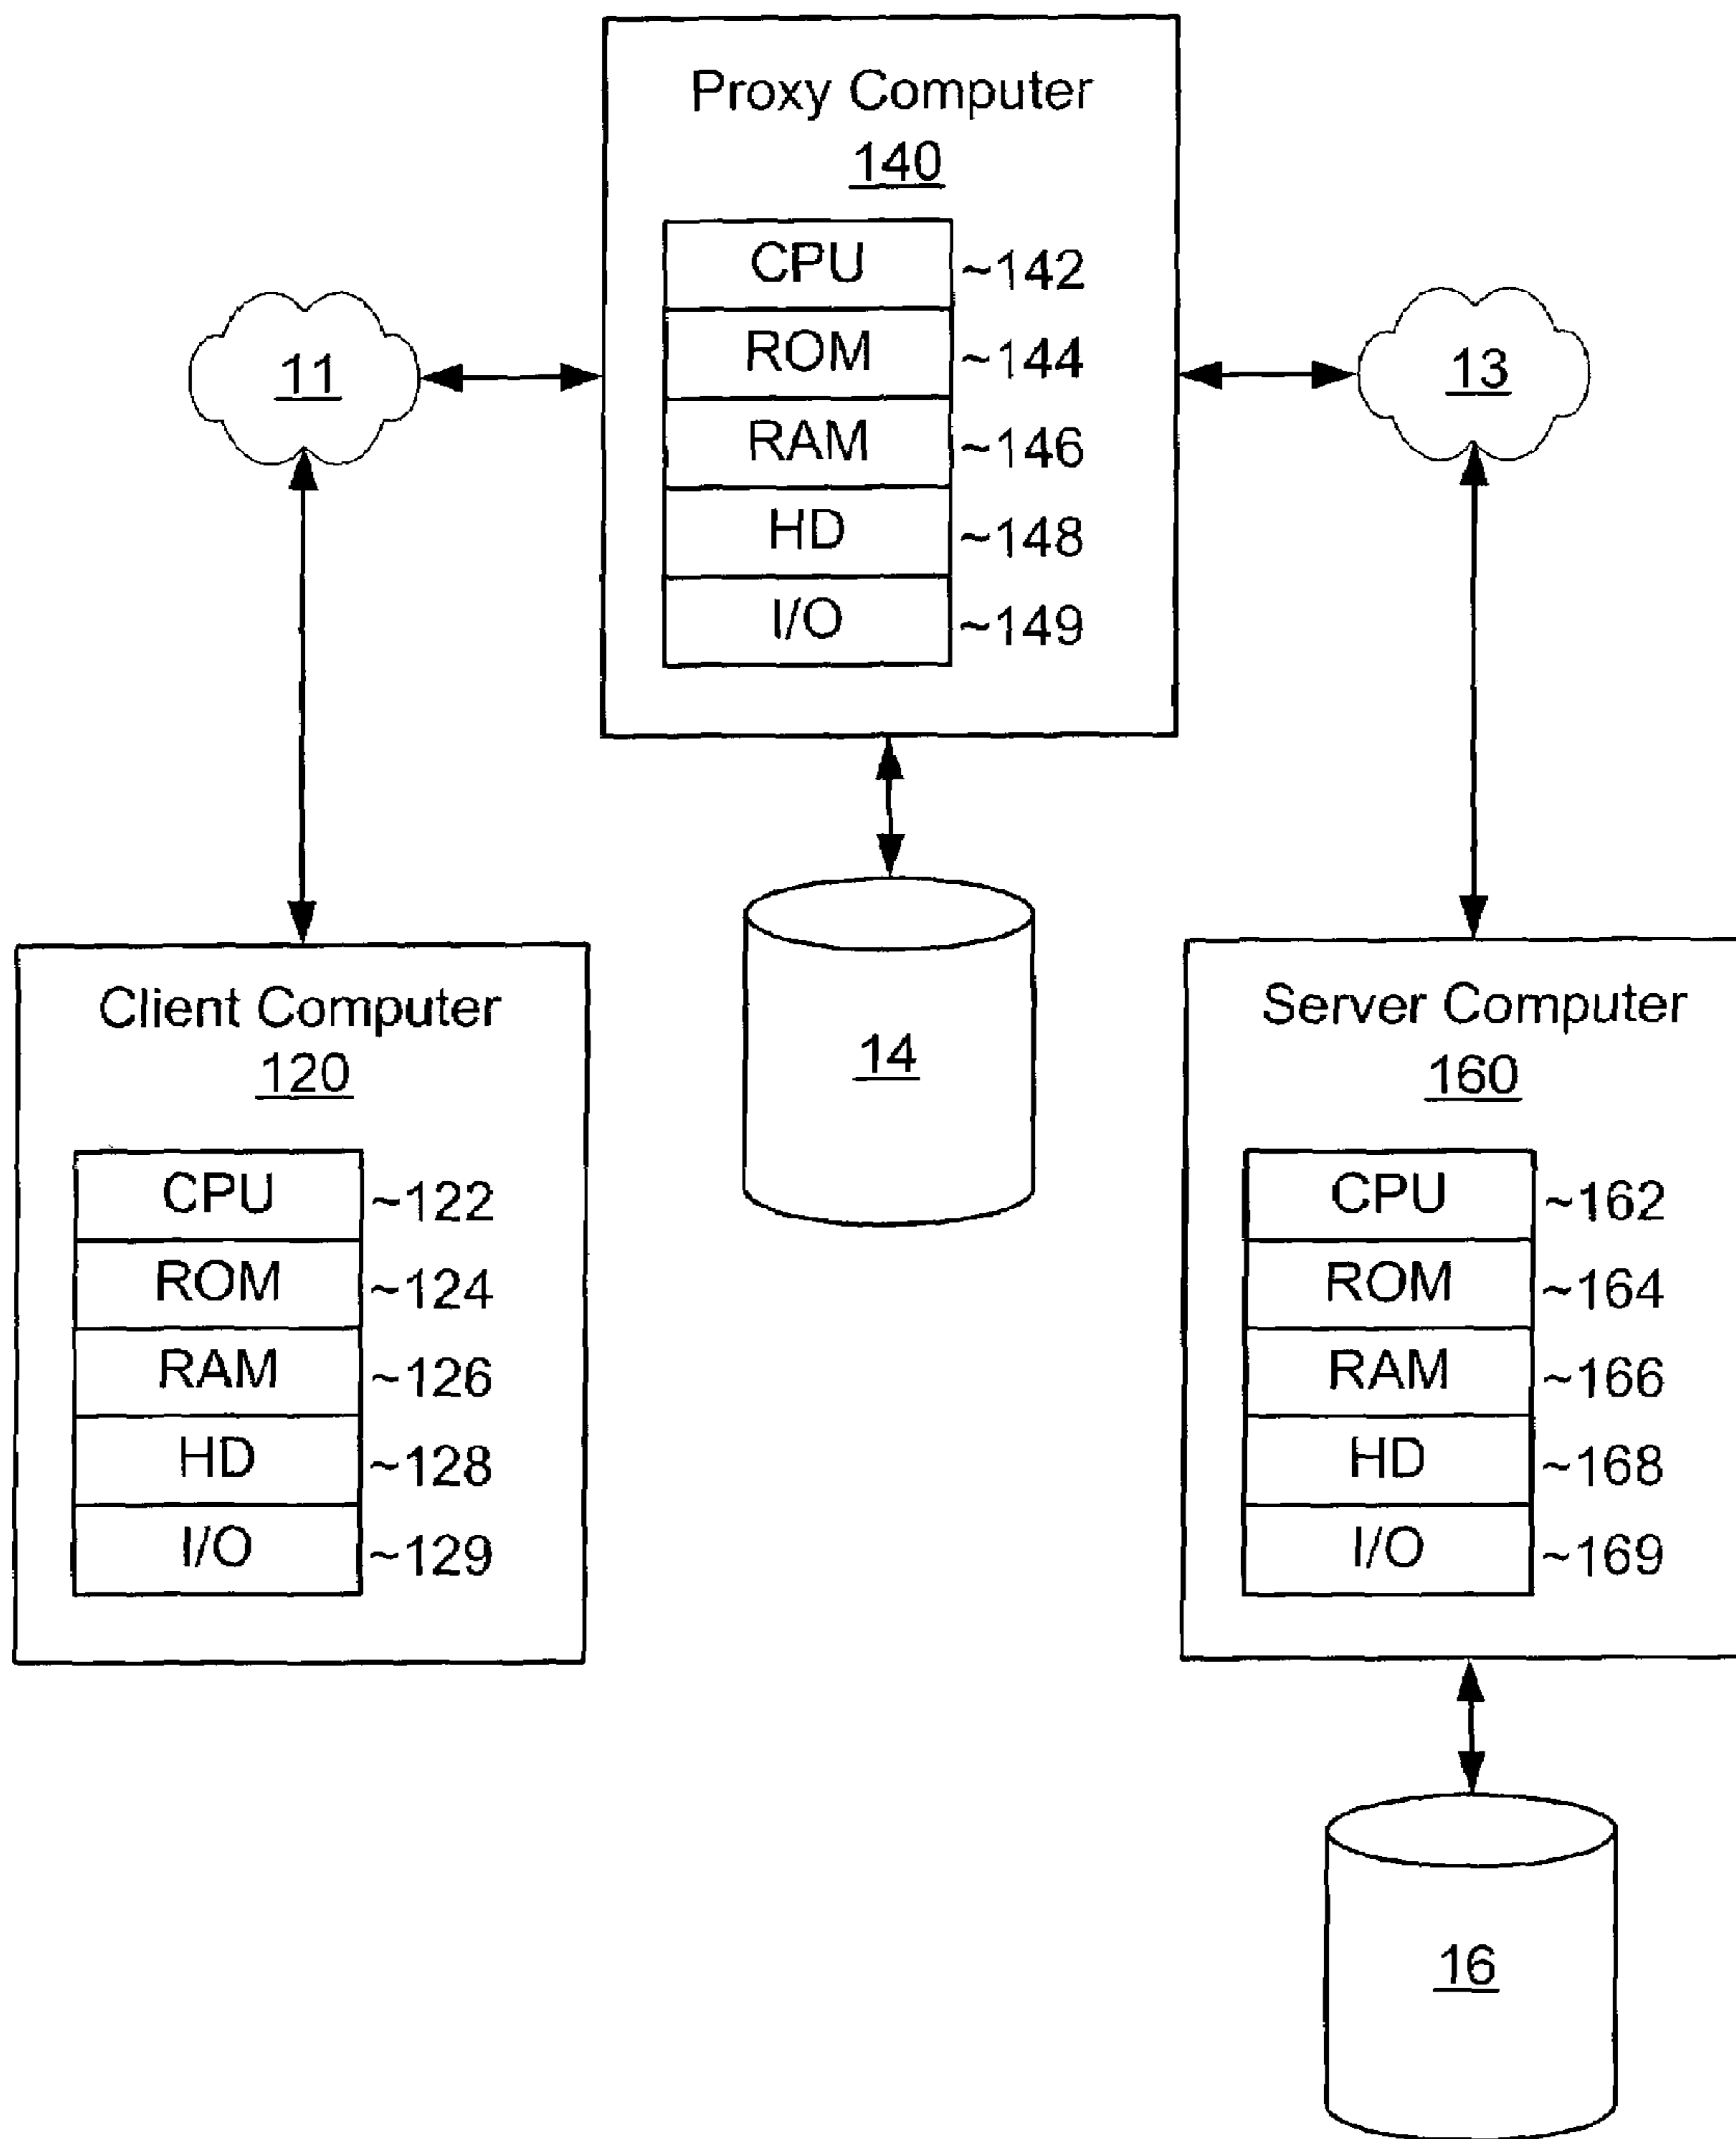 Proxy Computer
140
CPU ~142
ROM ~144
RAM ~146
HD ~148
I/O ~149
11
13
Client Computer
120
CPU ~122
ROM ~124
RAM ~126
HD ~128
I/O ~129
14
Server Computer
160
CPU ~162
ROM ~164
RAM ~166
HD ~168
I/O ~169
16